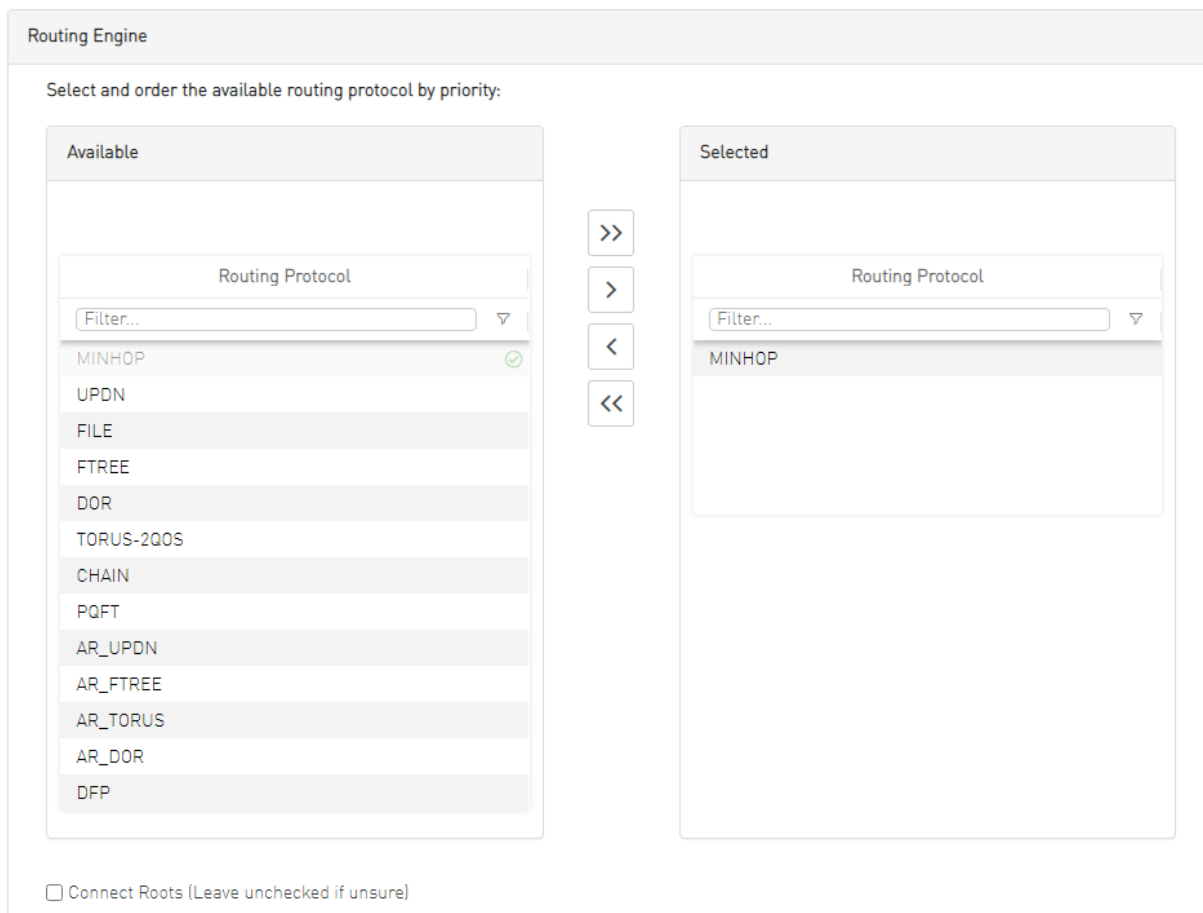 Routing Engine
Select and order the available routing protocol by priority:
Available
Routing Protocol
Filter...
MINHOP
UPDN
FILE
FTREE
DOR
TORUS-2QOS
CHAIN
PQFT
AR_UPDN
AR_FTREE
AR_TORUS
AR_DOR
DFP
>>
>
<
<<
Selected
Routing Protocol
Filter...
MINHOP
Connect Roots (Leave unchecked if unsure)